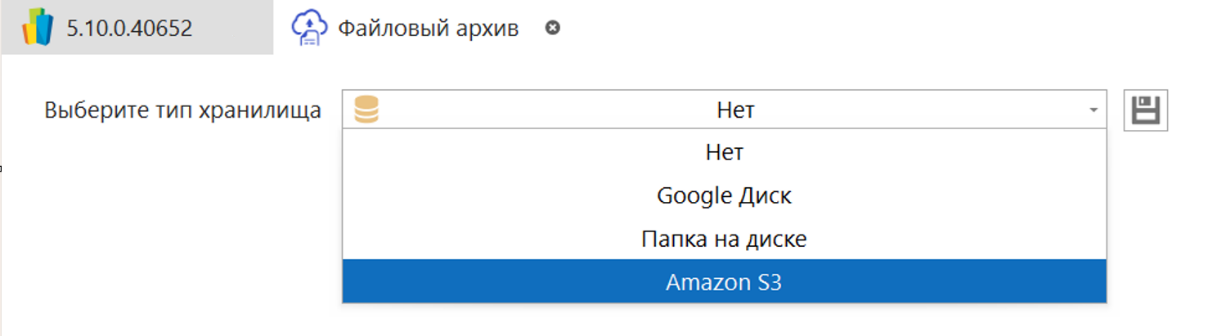 5.10.0.40652
Файловый архив
Выберите тип хранилища
Нет
Нет
Google Диск
Папка на диске
Amazon S3